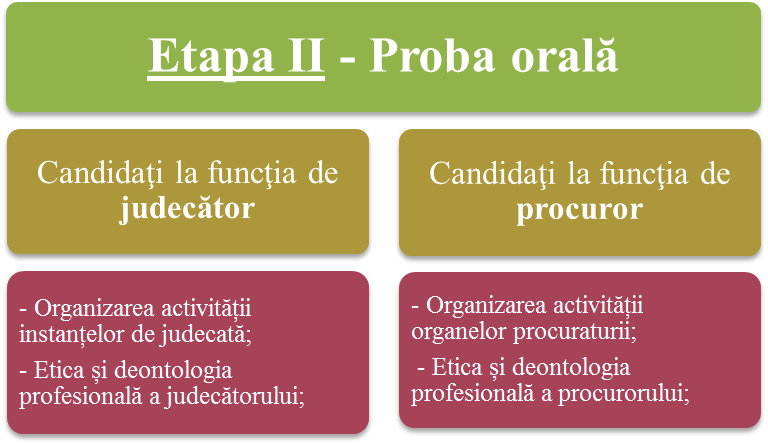 Etapa II - Proba orală
Candidaţi la funcţia de
judecător
Candidaţi la funcţia de
procuror
- Organizarea activității
instanțelor de judecată;
- Etica și deontologia
profesională a judecătorului;
- Organizarea activității
organelor procuraturii;
- Etica și deontologia
profesională a procurorului;